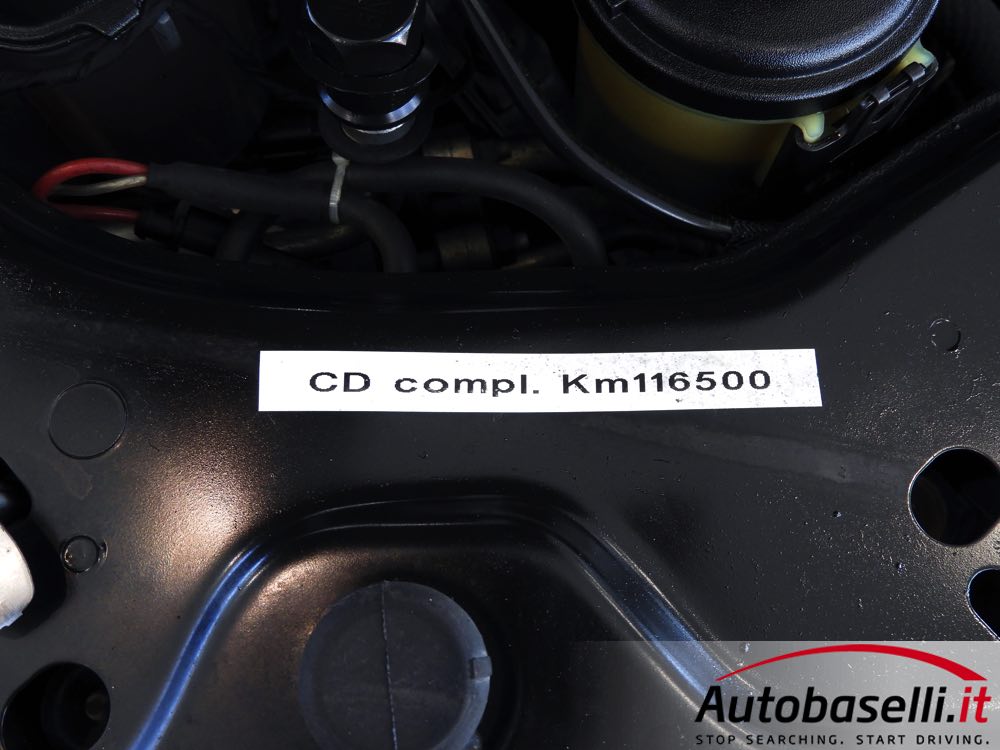 CD compl. Km116500
Autobaselli.it
STOP SEARCHING. START DRIVING.